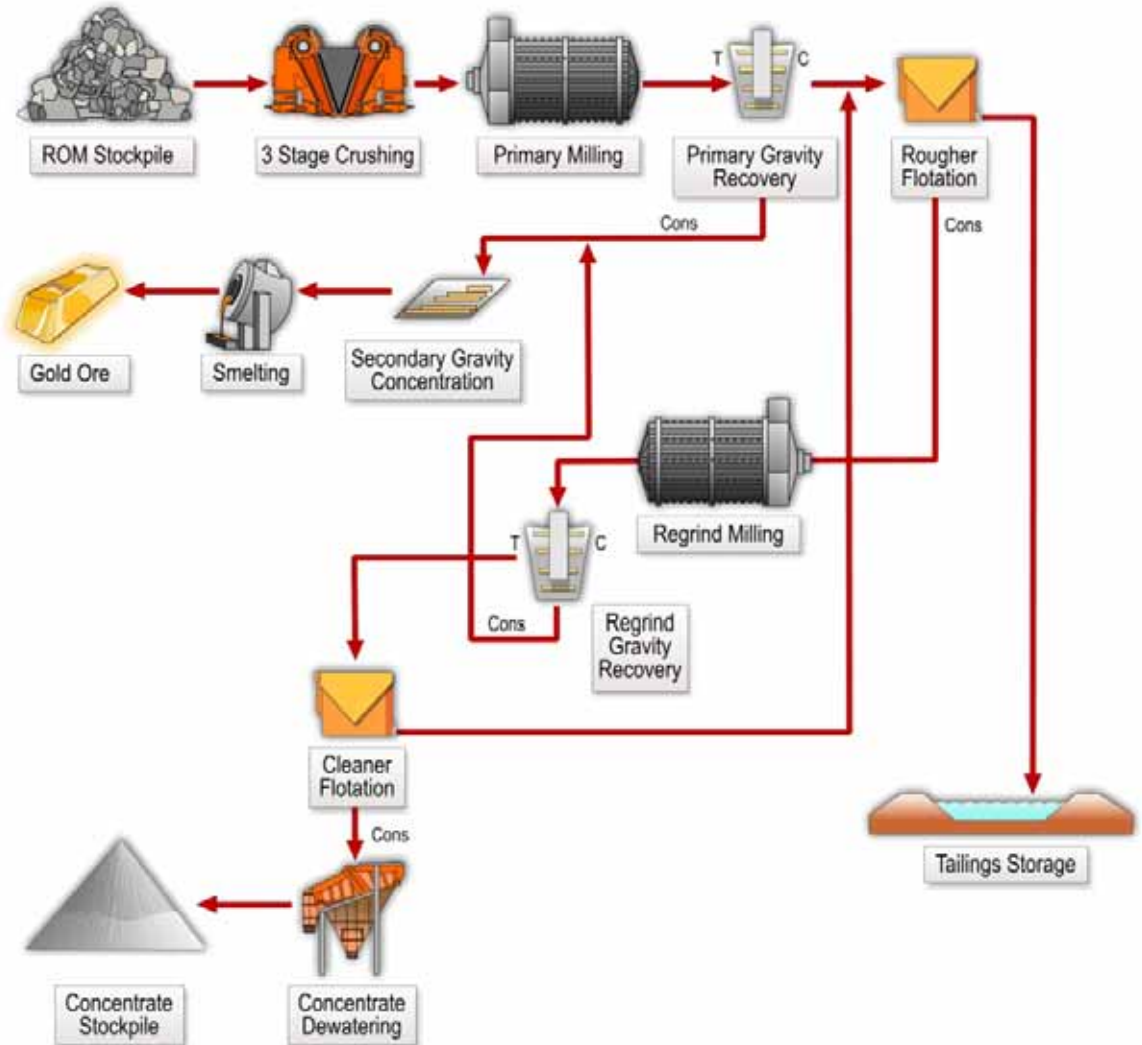 T
C
ROM Stockpile
3 Stage Crushing
Primary Milling
Primary Gravity
Recovery
Rougher
Flotation
Cons
Cons
Gold Ore
Smelting
Secondary Gravity
Concentration
Regrind Milling
T
C
Cons
Regrind
Gravity
Recovery
Cleaner
Flotation
Cons
Tailings Storage
Concentrate
Stockpile
Concentrate
Dewatering